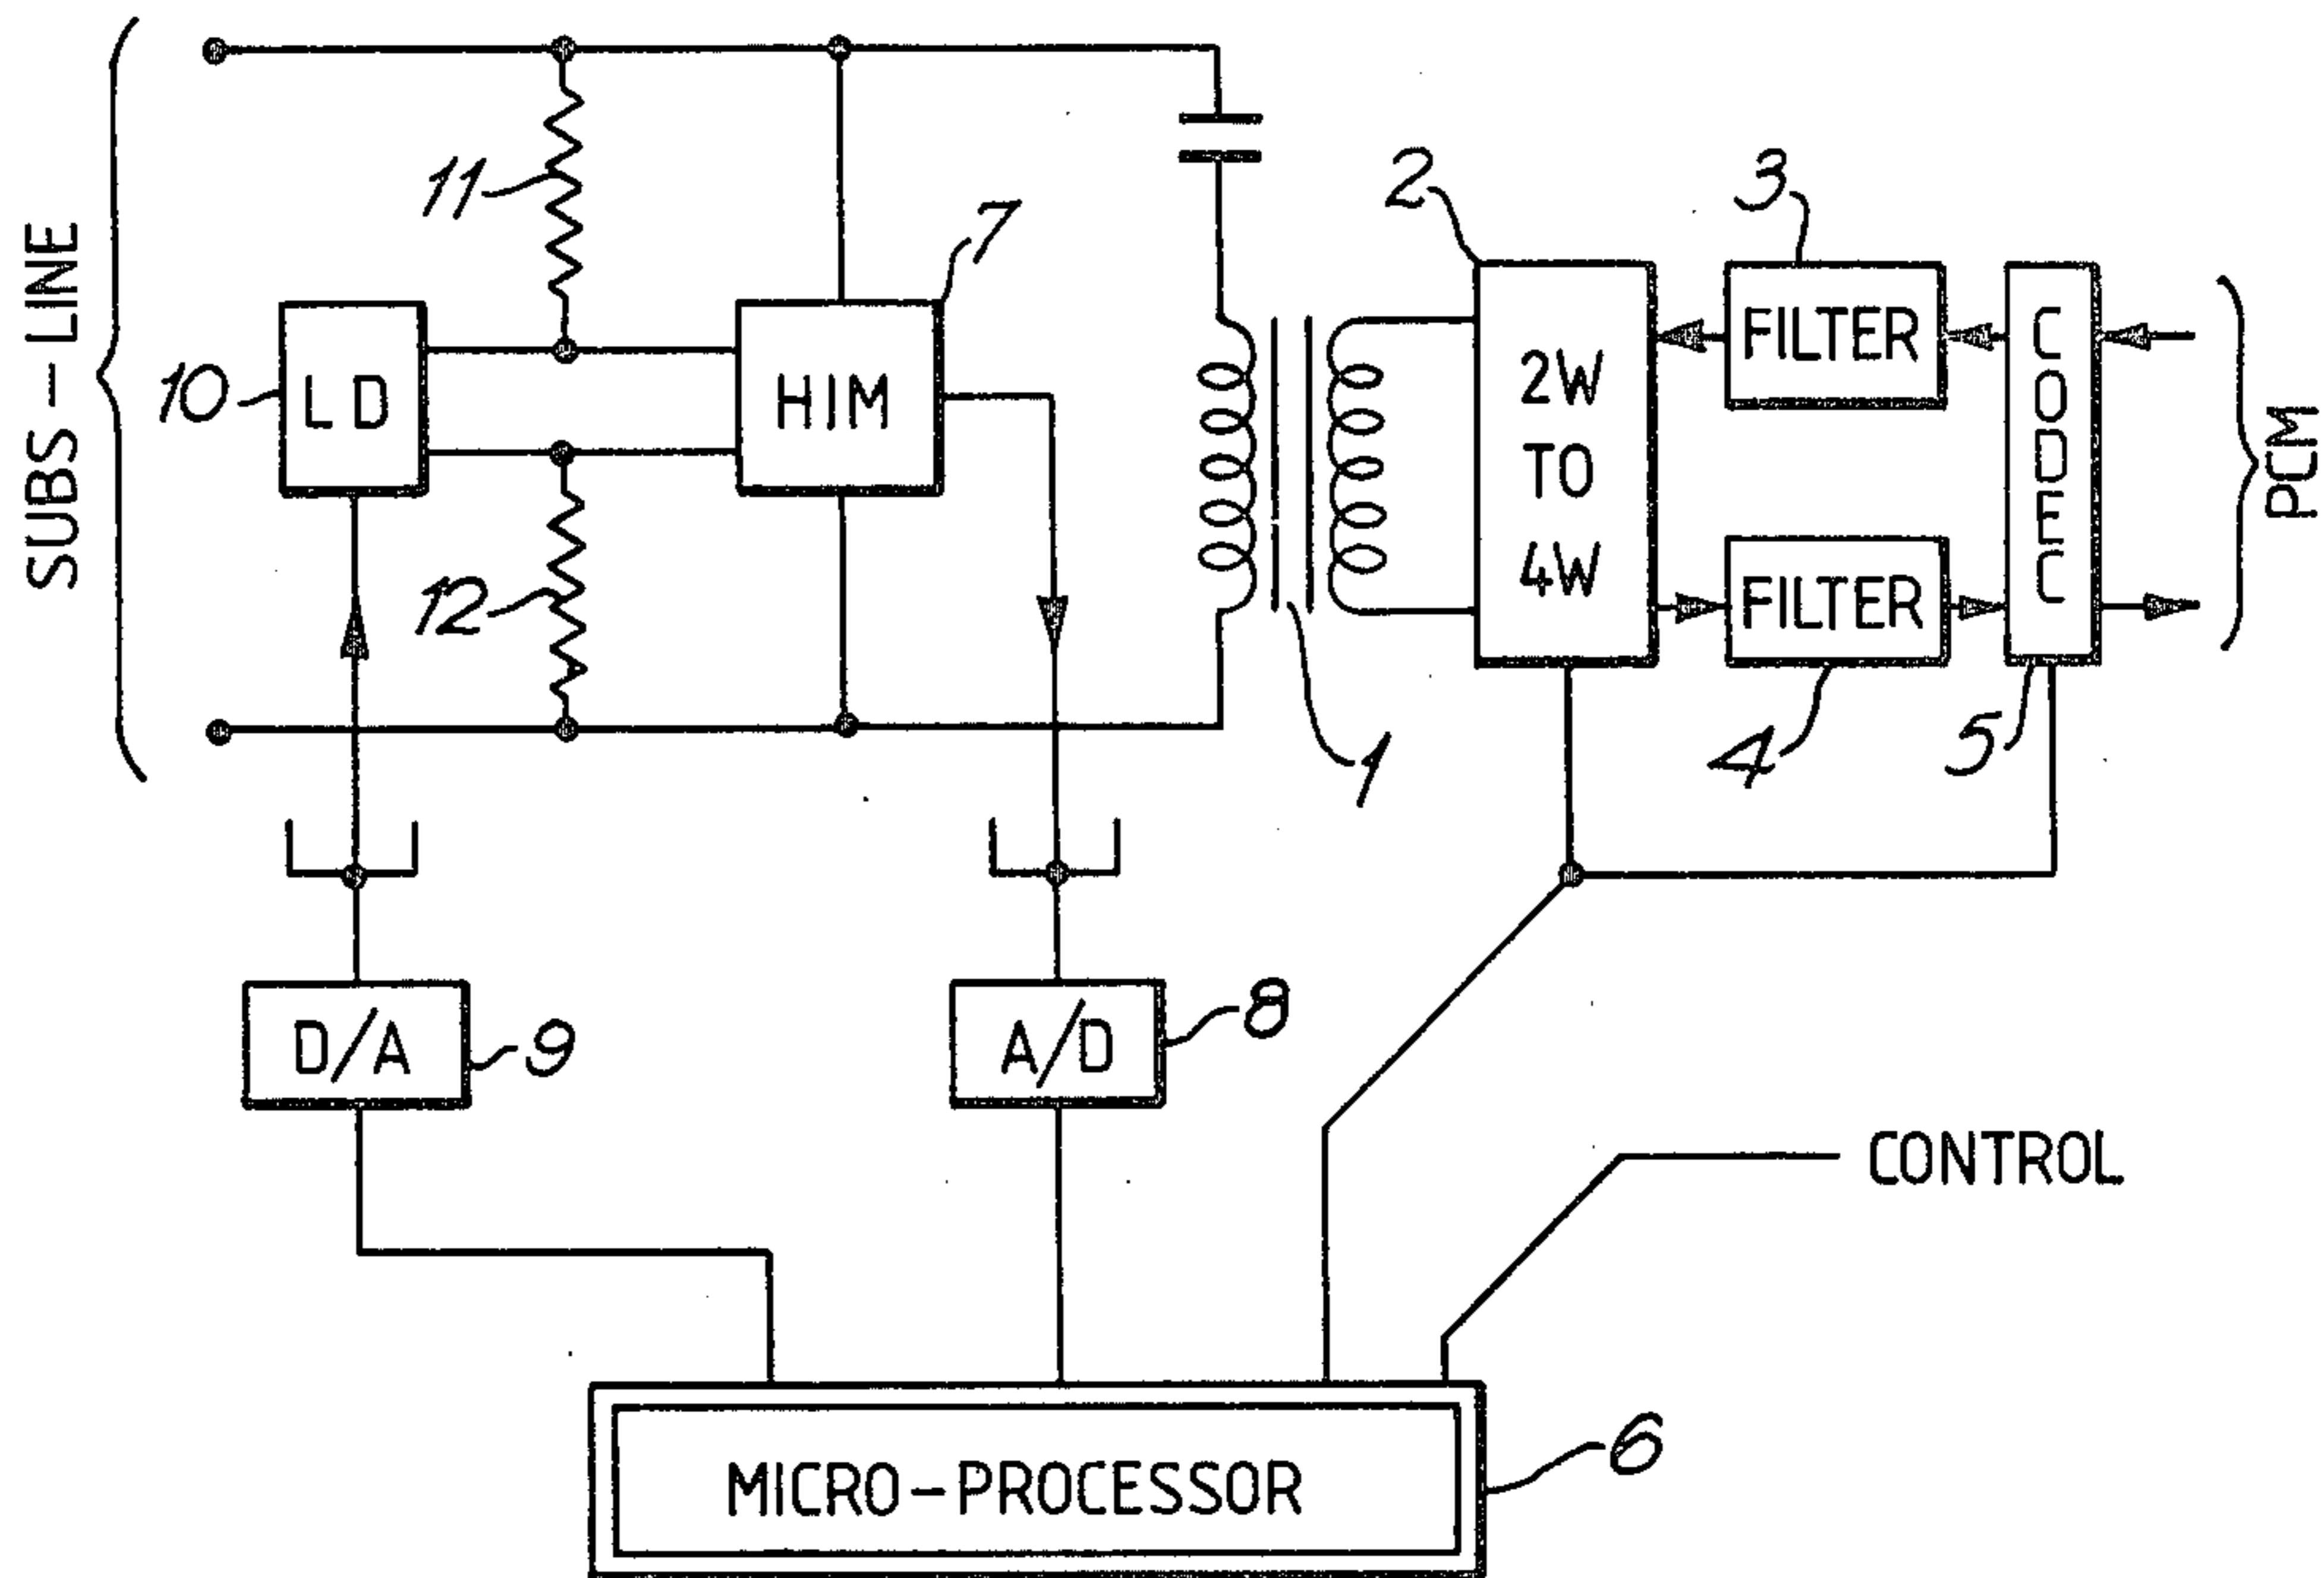 SUBS-LINE
11
12
10
LD
HIM
7
1
2
2W
TO
4W
3
FILTER
FILTER
4
CODEC
5
PCM
D/A
9
A/D
8
CONTROL
MICRO-PROCESSOR
6